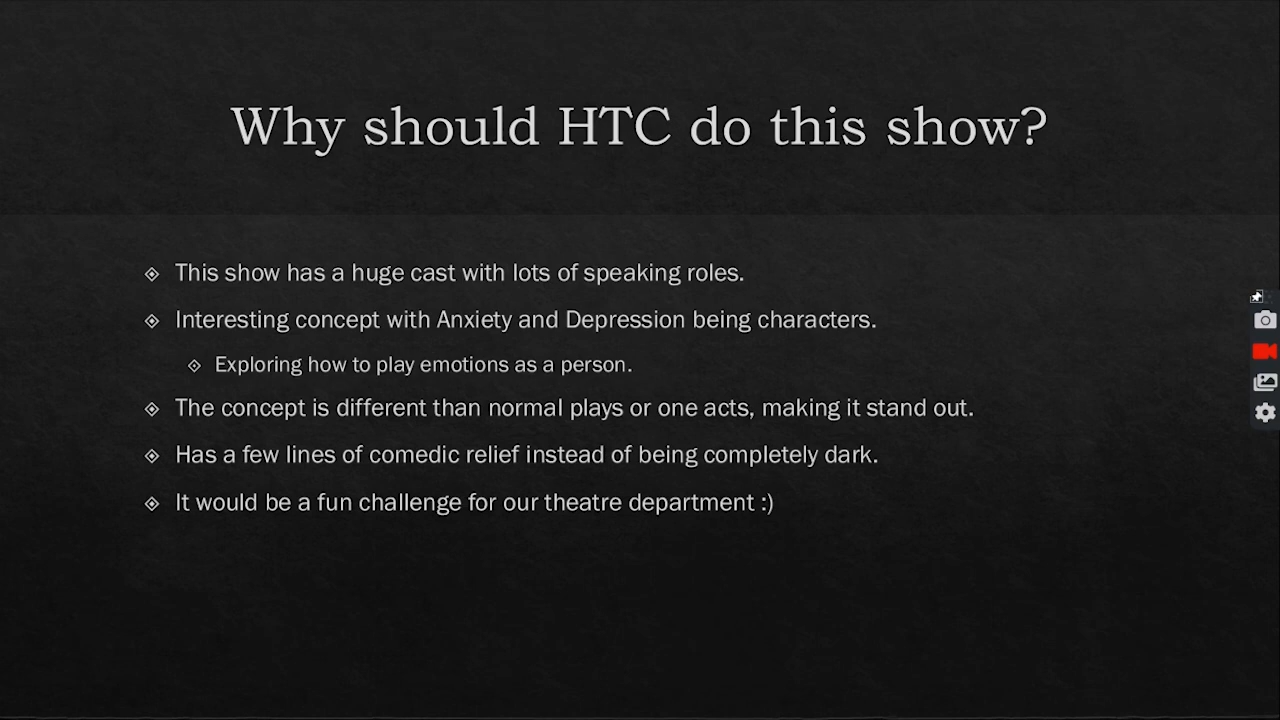 Why should HTC do this show?
This show has a huge cast with lots of speaking roles.
Interesting concept with Anxiety and Depression being characters.
Exploring how to play emotions as a person.
The concept is different than normal plays or one acts, making it stand out.
Has a few lines of comedic relief instead of being completely dark.
It would be a fun challenge for our theatre department :)